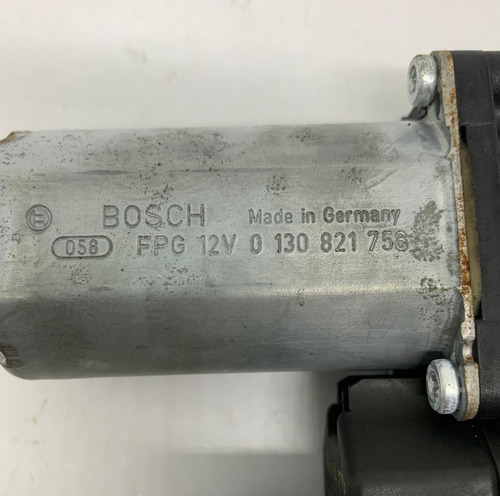 BOSCH Made in Germany
058 FPG 12V 0 130 821 756